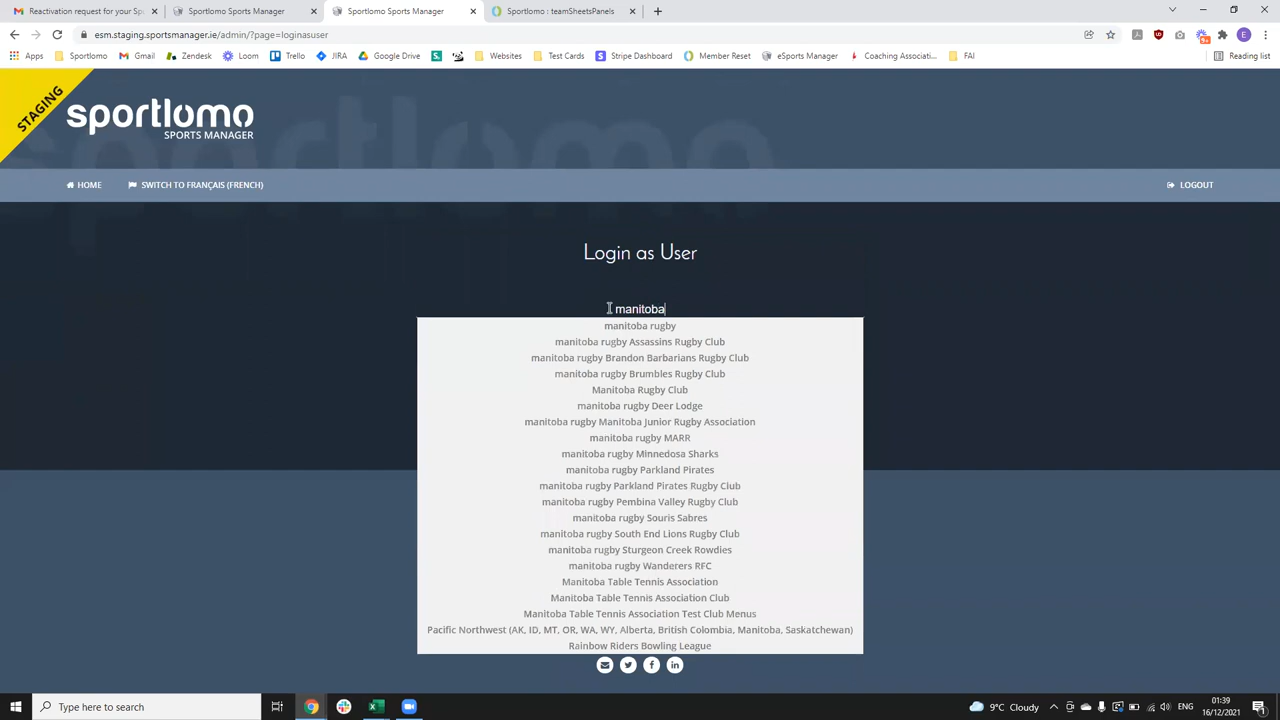 Reactivation request for your Sp
Sportlomo Sports Manager
Sportlomo Sports Manager
Sportlomo : teamSheetsPanels
esm.staging.sportsmanager.ie/admin/?page=loginasuser
Apps
Sportlomo
Gmail
Zendesk
Loom
Trello
JIRA
Google Drive
Websites
Test Cards
Stripe Dashboard
Member Reset
eSports Manager
Coaching Associati...
FAI
Reading list
STAGING
sportlomo
SPORTS MANAGER
HOME
SWITCH TO FRANÇAIS (FRENCH)
LOGOUT
Login as User
manitoba
manitoba rugby
manitoba rugby Assassins Rugby Club
manitoba rugby Brandon Barbarians Rugby Club
manitoba rugby Brumbles Rugby Club
Manitoba Rugby Club
manitoba rugby Deer Lodge
manitoba rugby Manitoba Junior Rugby Association
manitoba rugby MARR
manitoba rugby Minnedosa Sharks
manitoba rugby Parkland Pirates
manitoba rugby Parkland Pirates Rugby Club
manitoba rugby Pembina Valley Rugby Club
manitoba rugby Souris Sabres
manitoba rugby South End Lions Rugby Club
manitoba rugby Sturgeon Creek Rowdies
manitoba rugby Wanderers RFC
Manitoba Table Tennis Association
Manitoba Table Tennis Association Club
Manitoba Table Tennis Association Test Club Menus
Pacific Northwest (AK, ID, MT, OR, WA, WY, Alberta, British Colombia, Manitoba, Saskatchewan)
Rainbow Riders Bowling League
Type here to search
9°C Cloudy
01:39
16/12/2021